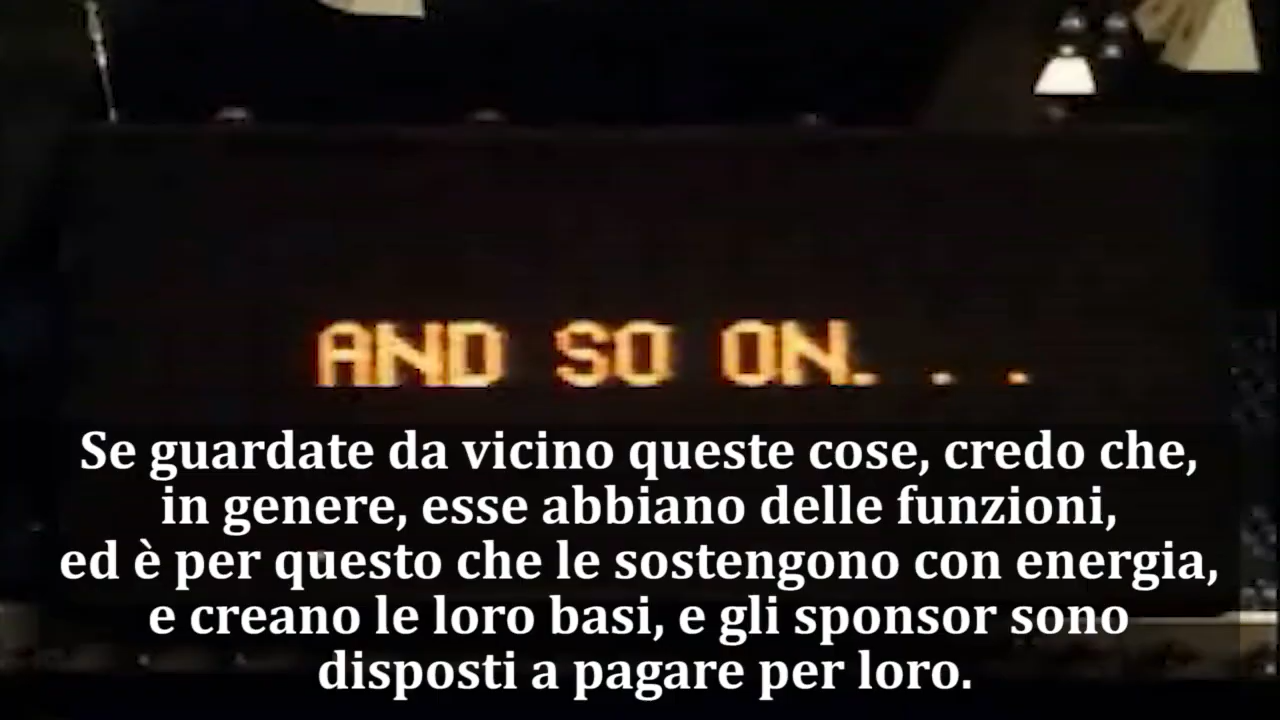 AND SO ON. . .
Se guardate da vicino queste cose, credo che,
in genere, esse abbiano delle funzioni,
ed è per questo che le sostengono con energia,
e creano le loro basi, e gli sponsor sono
disposti a pagare per loro.